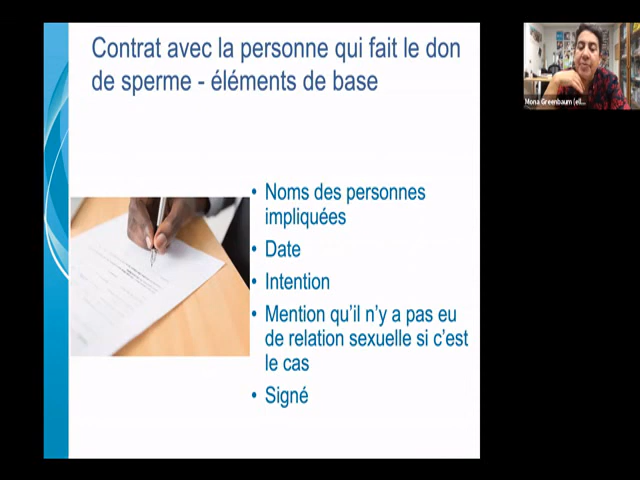 Contrat avec la personne qui fait le don
de sperme - éléments de base
Mona Greenbaum (ell...
• Noms des personnes
impliquées
• Date
• Intention
• Mention qu'il n'y a pas eu
de relation sexuelle si c'est
le cas
• Signé